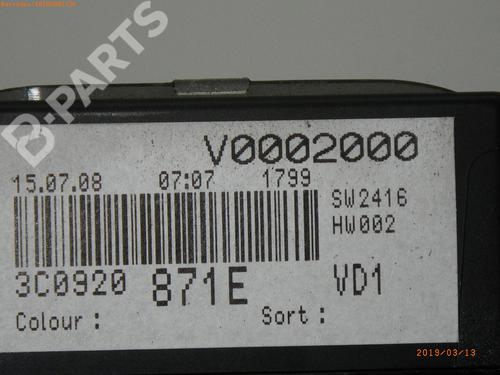 B-PARTS
V0002000
15.07.08 07:07 1799
SW2416
HW002
3C0920 871E VD1
Colour : Sort :
2019/03/13